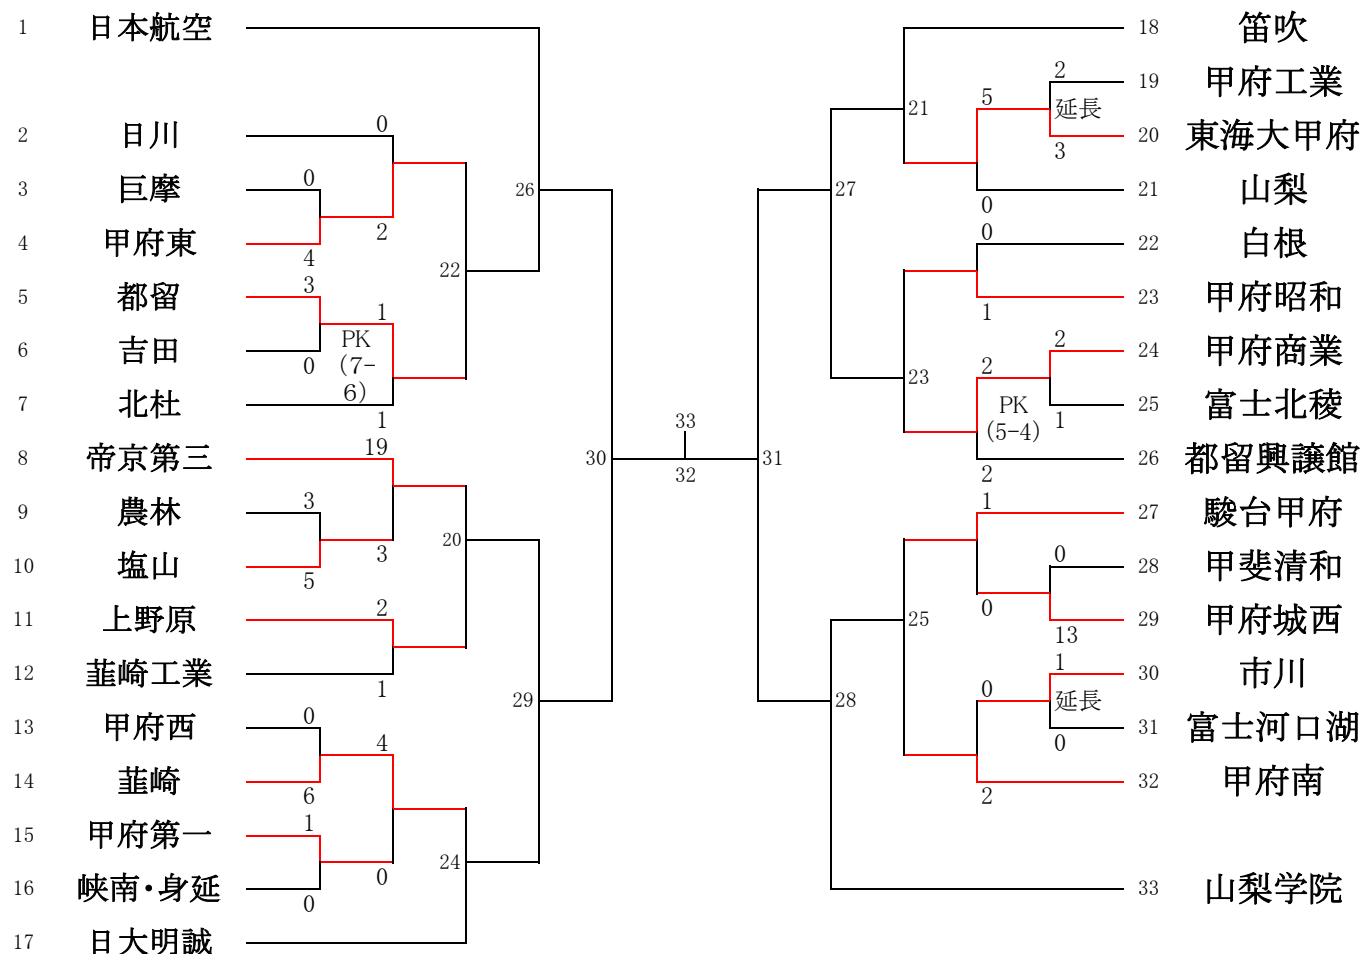 1 日本航空
2 日川 0
3 巨摩 0
2
4 甲府東 4
5 都留 3
1
PK
(7-
6)
6 吉田 0
7 北杜 1
8 帝京第三 19
9 農林 3
3
10 塩山 5
11 上野原 2
12 韮崎工業 1
13 甲府西 0
4
14 韮崎 6
15 甲府第一 1
0
16 峡南・身延 0
17 日大明誠
26
22
20
24
30
29
33
32
31
27
28
21
23
25
18 笛吹
2
19 甲府工業
5
延長
20 東海大甲府
3
21 山梨
0
0
22 白根
23 甲府昭和
1
2
24 甲府商業
2
PK
(5-4)
25 富士北稜
1
26 都留興譲館
2
1
27 駿台甲府
0
28 甲斐清和
0
29 甲府城西
13
1
30 市川
0
延長
31 富士河口湖
0
32 甲府南
2
33 山梨学院